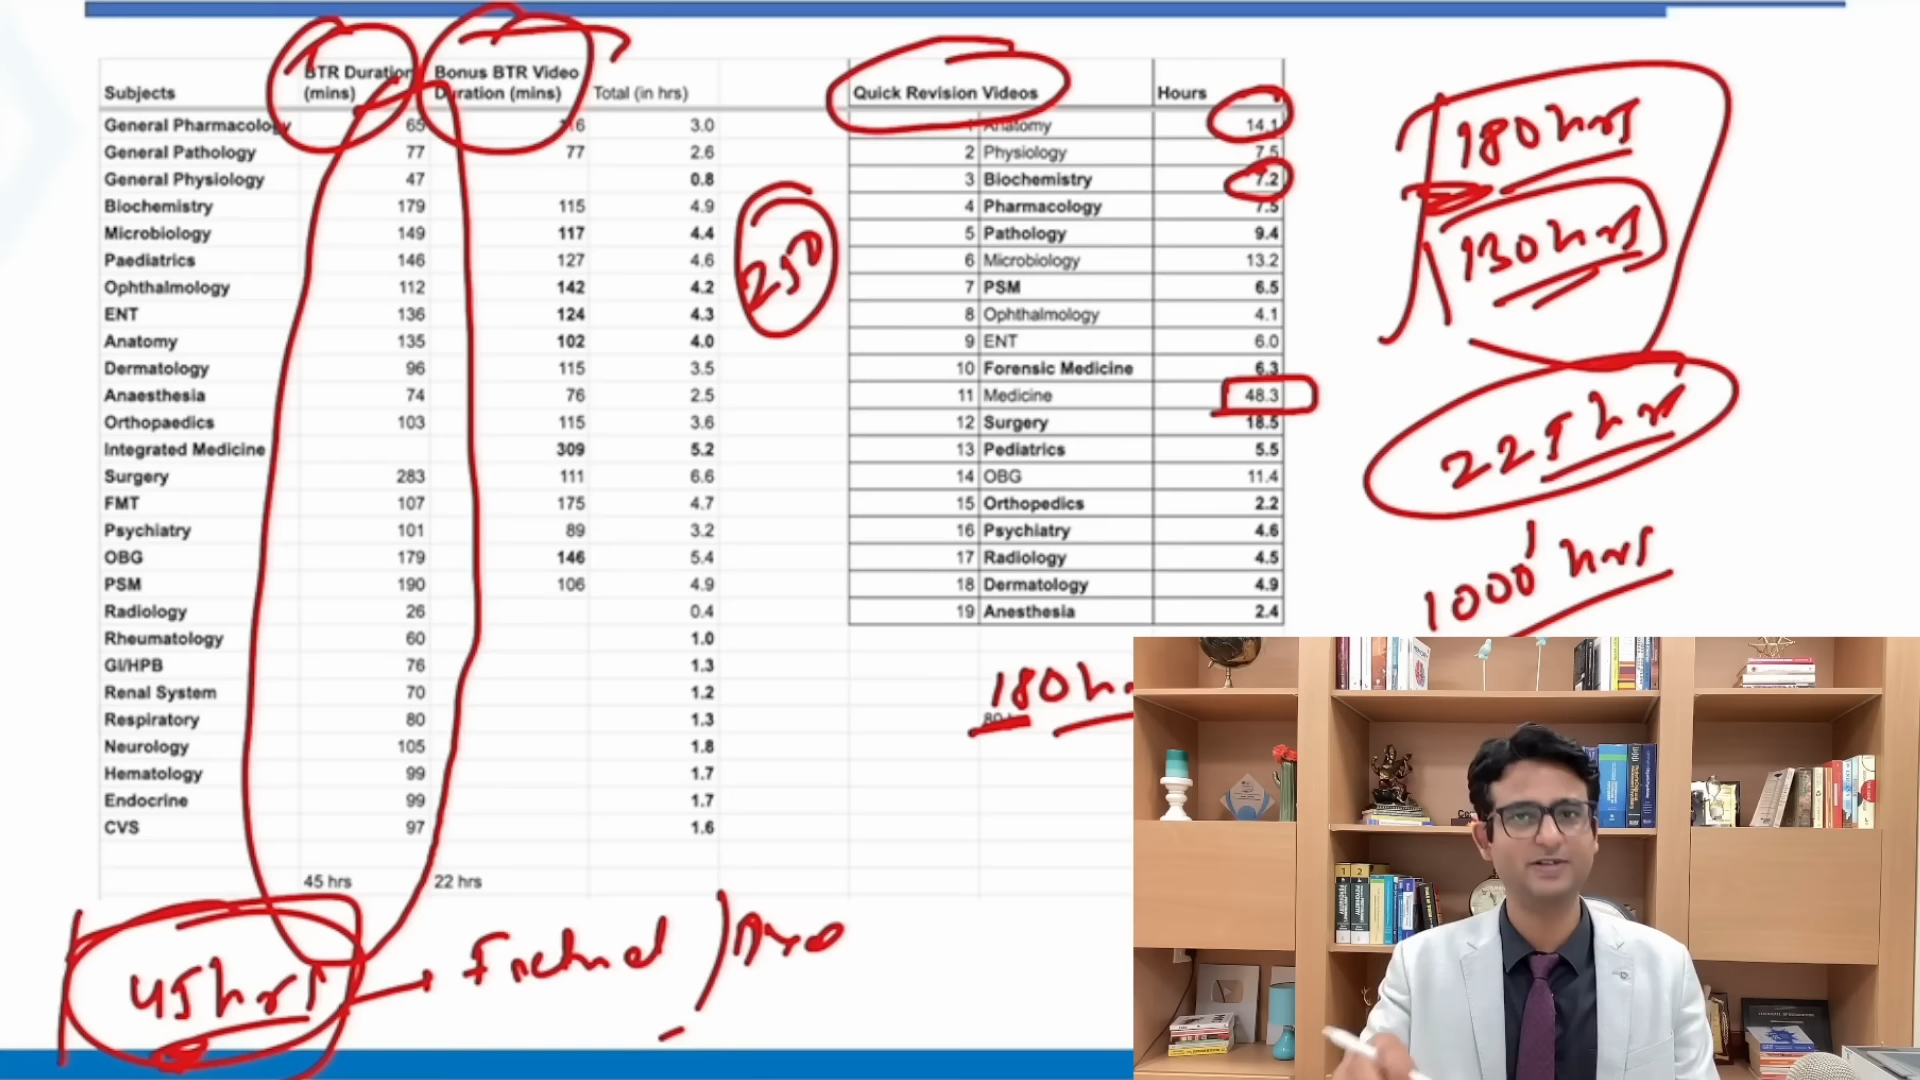 Subjects BTR Duration (mins) Bonus BTR Video Duration (mins) Total (in hrs)
General Pharmacology 65 116 3.0
General Pathology 77 77 2.6
General Physiology 47 0.8
Biochemistry 179 115 4.9
Microbiology 149 117 4.4
Paediatrics 146 127 4.6
Ophthalmology 112 142 4.2
ENT 136 124 4.3
Anatomy 135 102 4.0
Dermatology 96 115 3.5
Anaesthesia 74 76 2.5
Orthopaedics 103 115 3.6
Integrated Medicine 309 5.2
Surgery 283 111 6.6
FMT 107 175 4.7
Psychiatry 101 89 3.2
OBG 179 146 5.4
PSM 190 106 4.9
Radiology 26 0.4
Rheumatology 60 1.0
GI/HPB 76 1.3
Renal System 70 1.2
Respiratory 80 1.3
Neurology 105 1.8
Hematology 99 1.7
Endocrine 99 1.7
CVS 97 1.6
45 hrs 22 hrs
45 hrs
Factual
250
Quick Revision Videos Hours
1 Anatomy 14.1
2 Physiology 7.5
3 Biochemistry 7.2
4 Pharmacology 7.5
5 Pathology 9.4
6 Microbiology 13.2
7 PSM 6.5
8 Ophthalmology 4.1
9 ENT 6.0
10 Forensic Medicine 6.3
11 Medicine 48.3
12 Surgery 18.5
13 Pediatrics 5.5
14 OBG 11.4
15 Orthopedics 2.2
16 Psychiatry 4.6
17 Radiology 4.5
18 Dermatology 4.9
19 Anesthesia 2.4
180 h
180 hrs
130 hrs
225 hr
1000 hrs